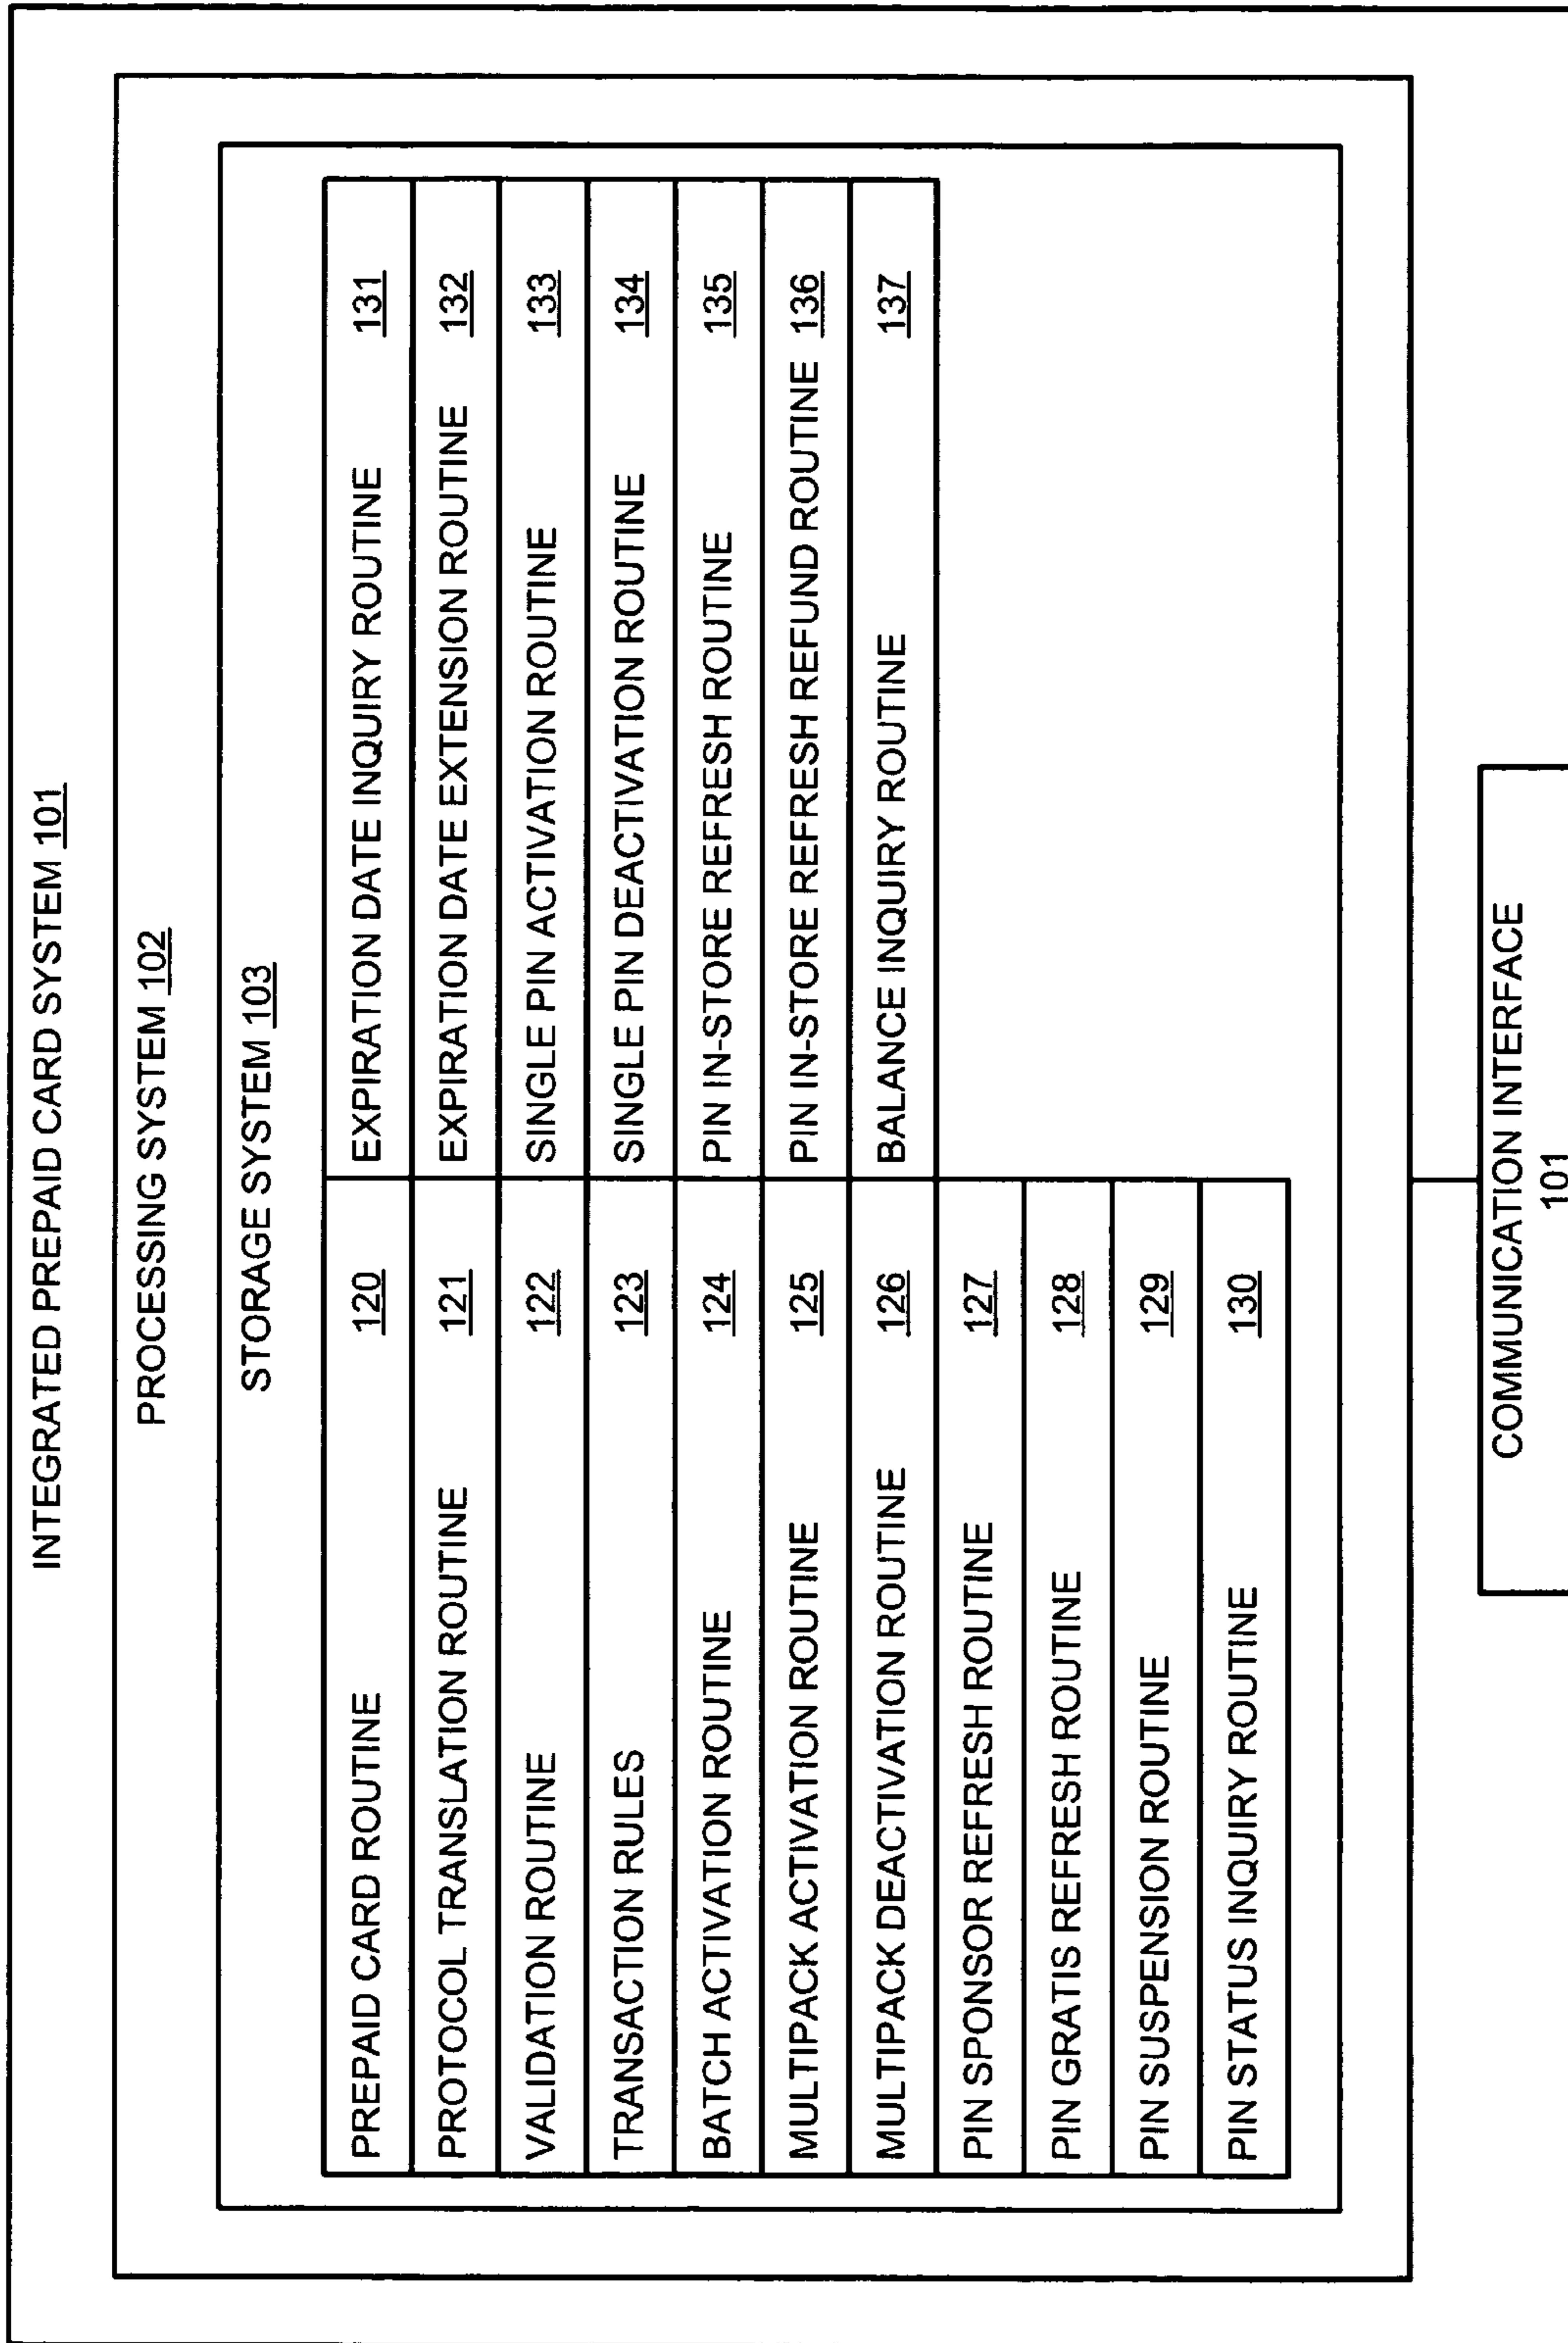 INTEGRATED PREPAID CARD SYSTEM 101
PROCESSING SYSTEM 102
STORAGE SYSTEM 103
PREPAID CARD ROUTINE 120
PROTOCOL TRANSLATION ROUTINE 121
VALIDATION ROUTINE 122
TRANSACTION RULES 123
BATCH ACTIVATION ROUTINE 124
MULTIPACK ACTIVATION ROUTINE 125
MULTIPACK DEACTIVATION ROUTINE 126
PIN SPONSOR REFRESH ROUTINE 127
PIN GRATIS REFRESH ROUTINE 128
PIN SUSPENSION ROUTINE 129
PIN STATUS INQUIRY ROUTINE 130
EXPIRATION DATE INQUIRY ROUTINE 131
EXPIRATION DATE EXTENSION ROUTINE 132
SINGLE PIN ACTIVATION ROUTINE 133
SINGLE PIN DEACTIVATION ROUTINE 134
PIN IN-STORE REFRESH ROUTINE 135
PIN IN-STORE REFRESH REFUND ROUTINE 136
BALANCE INQUIRY ROUTINE 137
COMMUNICATION INTERFACE
101